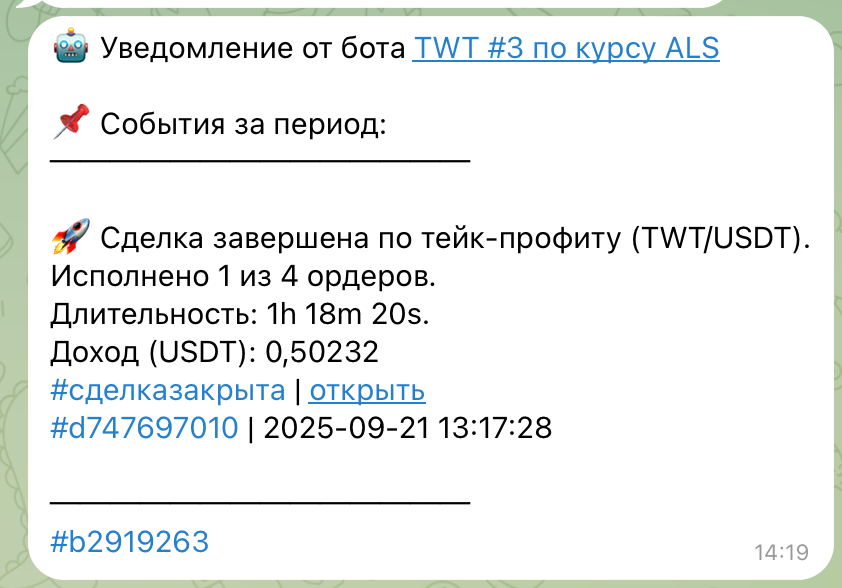 🤖 Уведомление от бота TWT #3 по курсу ALS
📌 События за период:
🚀 Сделка завершена по тейк-профиту (TWT/USDT).
Исполнено 1 из 4 ордеров.
Длительность: 1h 18m 20s.
Доход (USDT): 0,50232
#сделказакрыта | открыть
#d747697010 | 2025-09-21 13:17:28
#b2919263
14:19